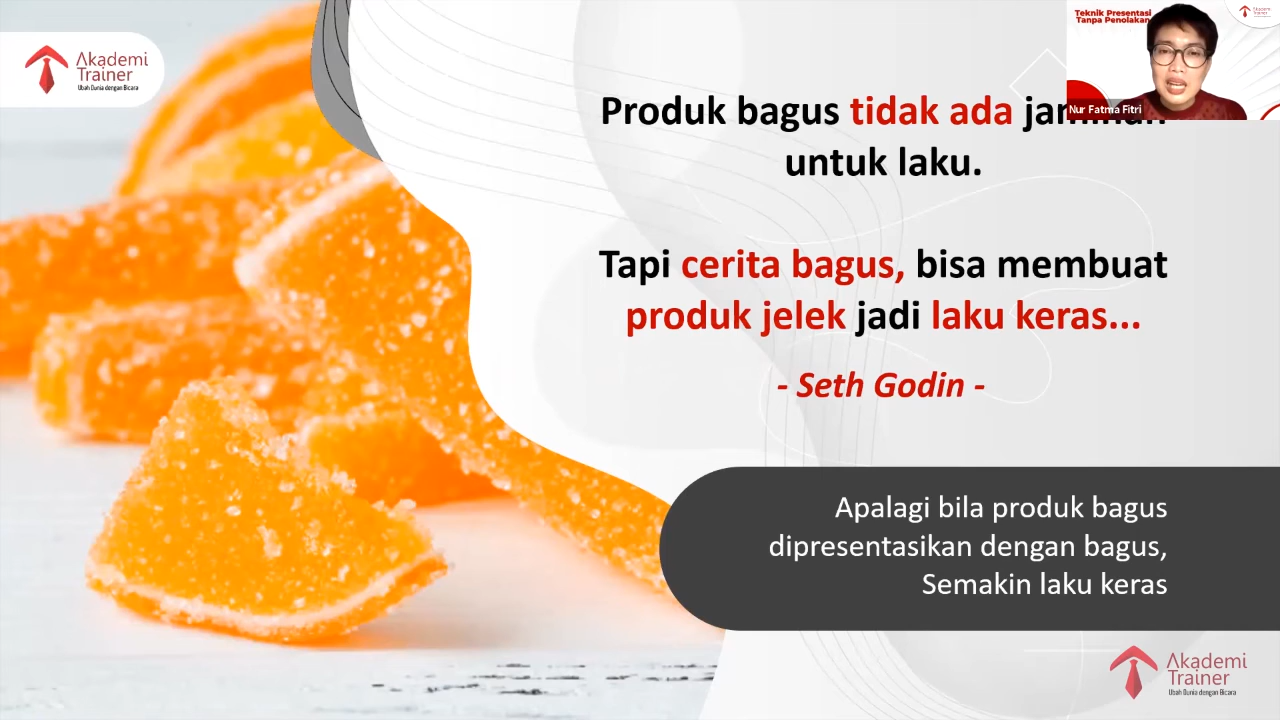 Akademi
Trainer
Ubah Dunia dengan Bicara
Teknik Presentasi
Tanpa Penolakan
Akademi
Trainer
Nur Fatma Fitri
Produk bagus tidak ada
untuk laku.
Tapi cerita bagus, bisa membuat
produk jelek jadi laku keras...
- Seth Godin -
Apalagi bila produk bagus
dipresentasikan dengan bagus,
Semakin laku keras
Akademi
Trainer
Ubah Dunia dengan Bicara